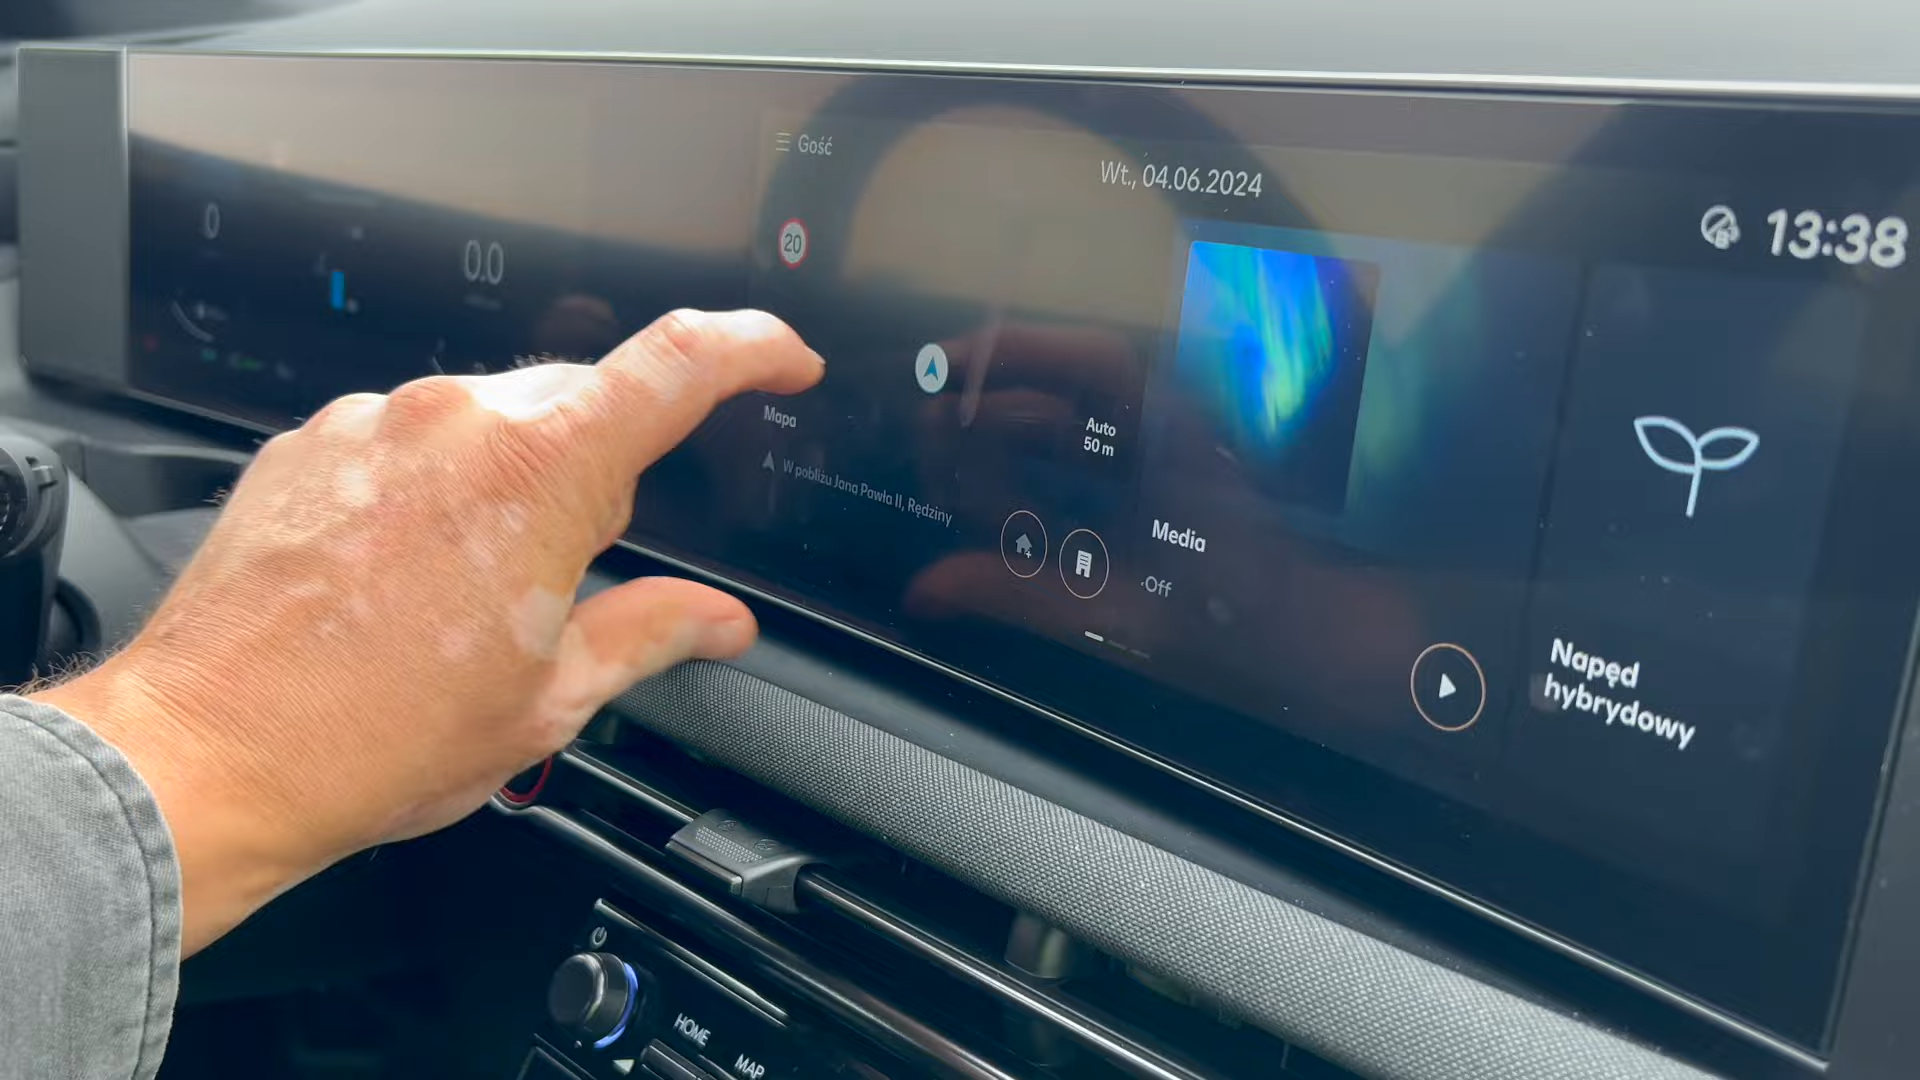 Gość
Wt., 04.06.2024
13:38
20
0
0.0
Mapa
Auto
50 m
W pobliżu Jana Pawła II, Rędziny
Media
Off
Napęd
hybrydowy
HOME
MAP